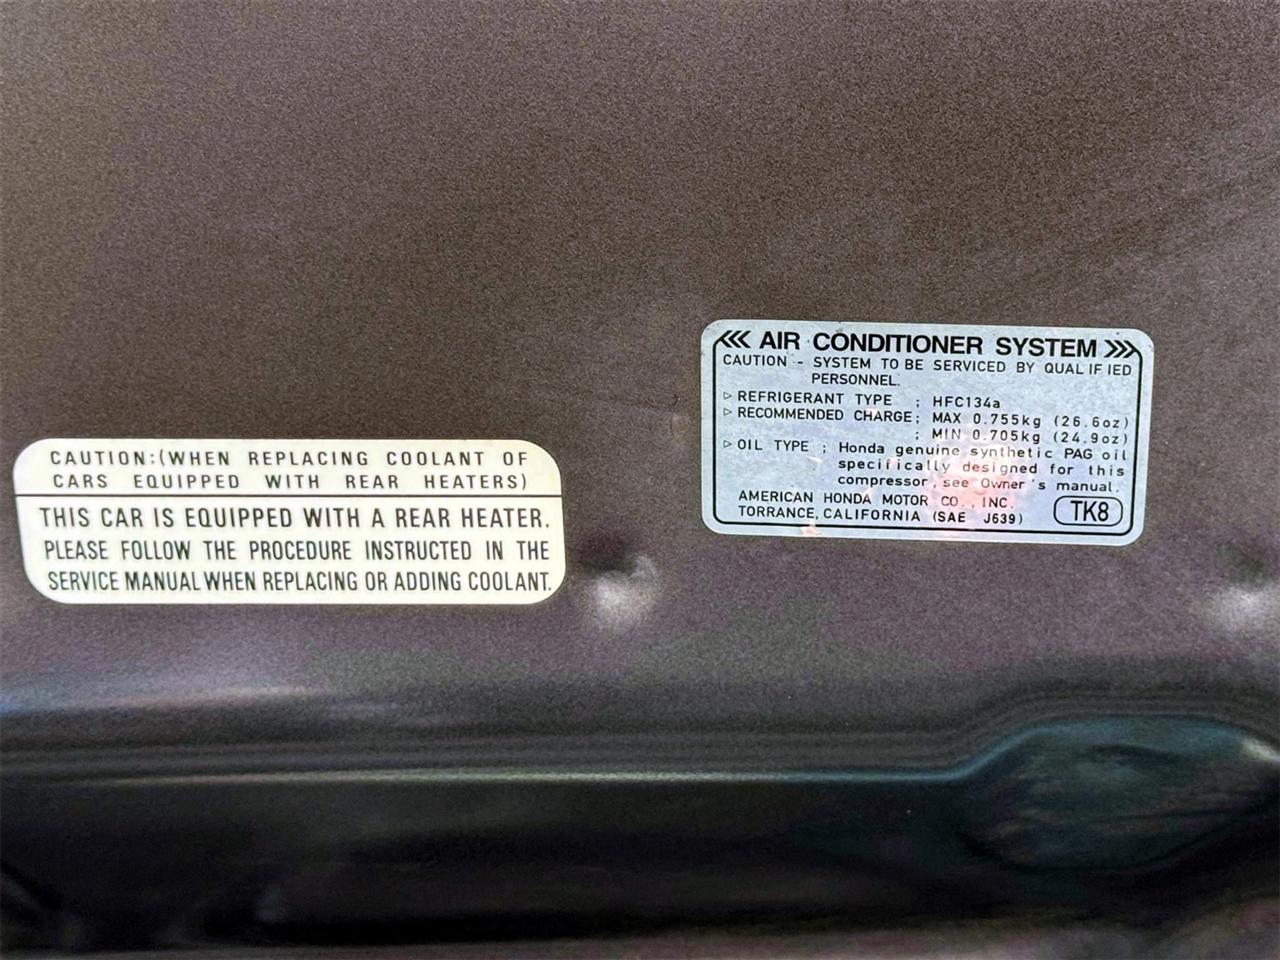 CAUTION:(WHEN REPLACING COOLANT OF
CARS EQUIPPED WITH REAR HEATERS)
THIS CAR IS EQUIPPED WITH A REAR HEATER.
PLEASE FOLLOW THE PROCEDURE INSTRUCTED IN THE
SERVICE MANUAL WHEN REPLACING OR ADDING COOLANT.
<<< AIR CONDITIONER SYSTEM >>>
CAUTION - SYSTEM TO BE SERVICED BY QUALIFIED
PERSONNEL.
▷ REFRIGERANT TYPE ; HFC134a
▷ RECOMMENDED CHARGE; MAX 0.755kg (26.6oz)
; MIN 0.705kg (24.9oz)
▷ OIL TYPE ; Honda genuine synthetic PAG oil
specifically designed for this
compressor, see Owner's manual.
AMERICAN HONDA MOTOR CO., INC.
TORRANCE, CALIFORNIA (SAE J639)
TK8